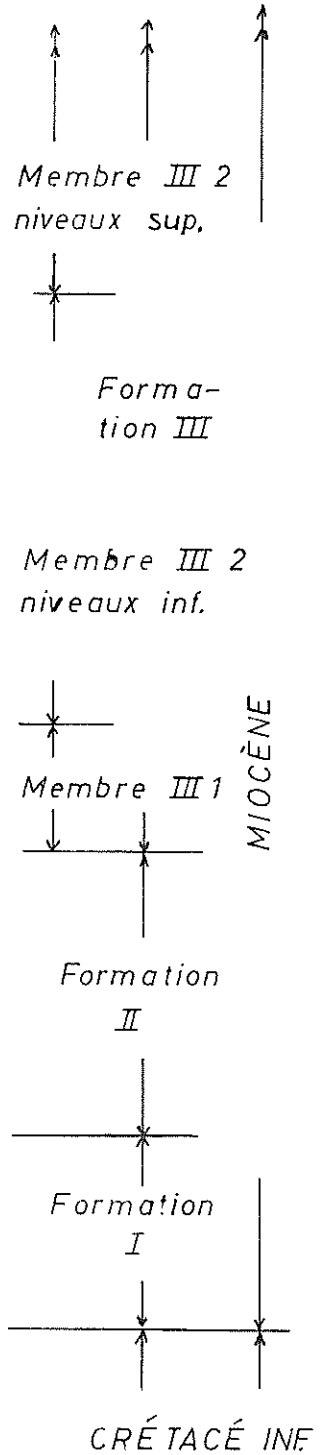 Membre III 2
niveaux sup.
Forma-
tion III
Membre III 2
niveaux inf.
MIOCÈNE
Membre III 1
Formation
II
Formation
I
CRÉTACÉ INF.